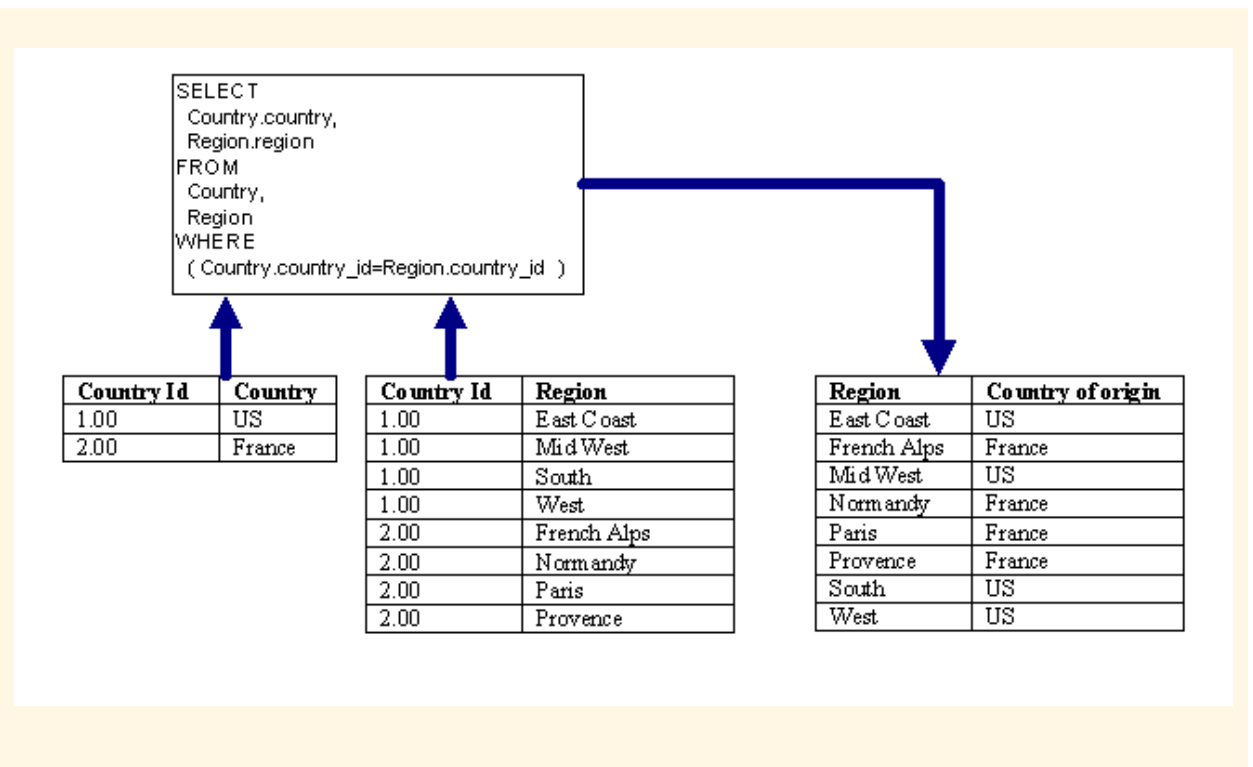 SELECT
Country.country,
Region.region
FROM
Country,
Region
WHERE
( Country.country_id=Region.country_id )
Country Id Country
1.00 US
2.00 France
Country Id Region
1.00 East Coast
1.00 Mid West
1.00 South
1.00 West
2.00 French Alps
2.00 Normandy
2.00 Paris
2.00 Provence
Region Country of origin
East Coast US
French Alps France
Mid West US
Normandy France
Paris France
Provence France
South US
West US